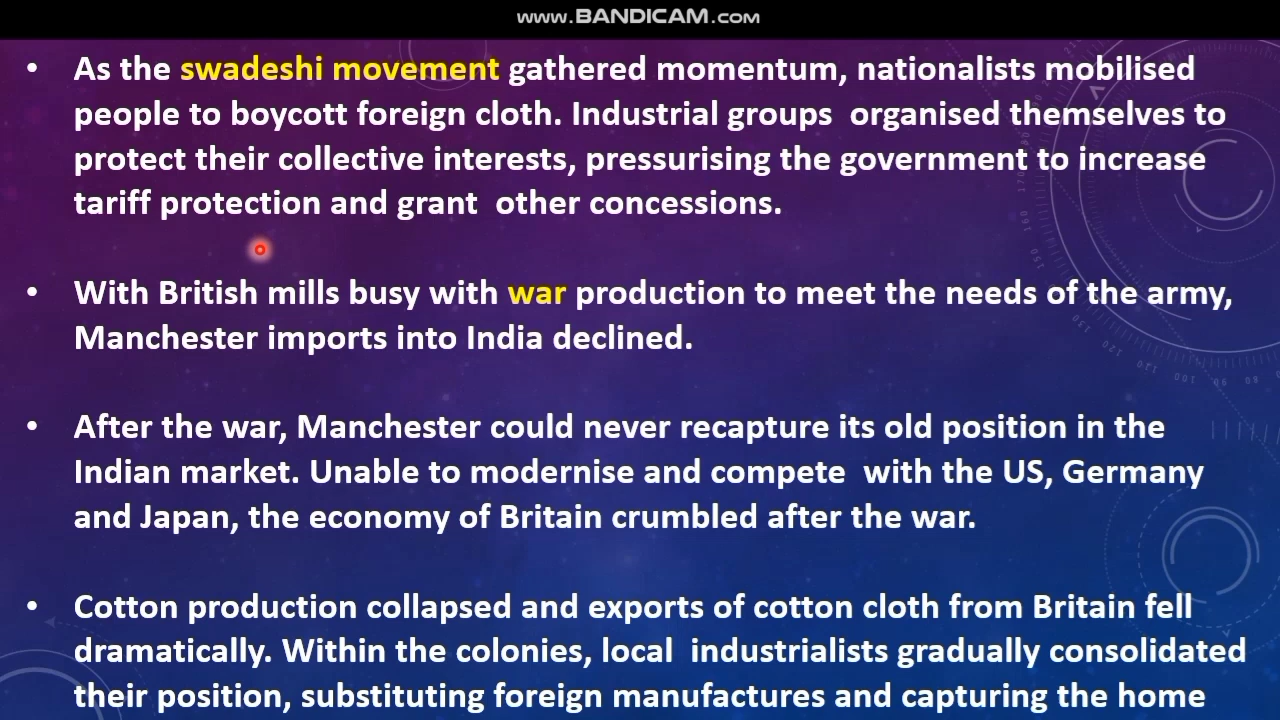 www.BANDICAM.com
• As the swadeshi movement gathered momentum, nationalists mobilised
people to boycott foreign cloth. Industrial groups organised themselves to
protect their collective interests, pressurising the government to increase
tariff protection and grant other concessions.
• With British mills busy with war production to meet the needs of the army,
Manchester imports into India declined.
• After the war, Manchester could never recapture its old position in the
Indian market. Unable to modernise and compete with the US, Germany
and Japan, the economy of Britain crumbled after the war.
• Cotton production collapsed and exports of cotton cloth from Britain fell
dramatically. Within the colonies, local industrialists gradually consolidated
their position, substituting foreign manufactures and capturing the home